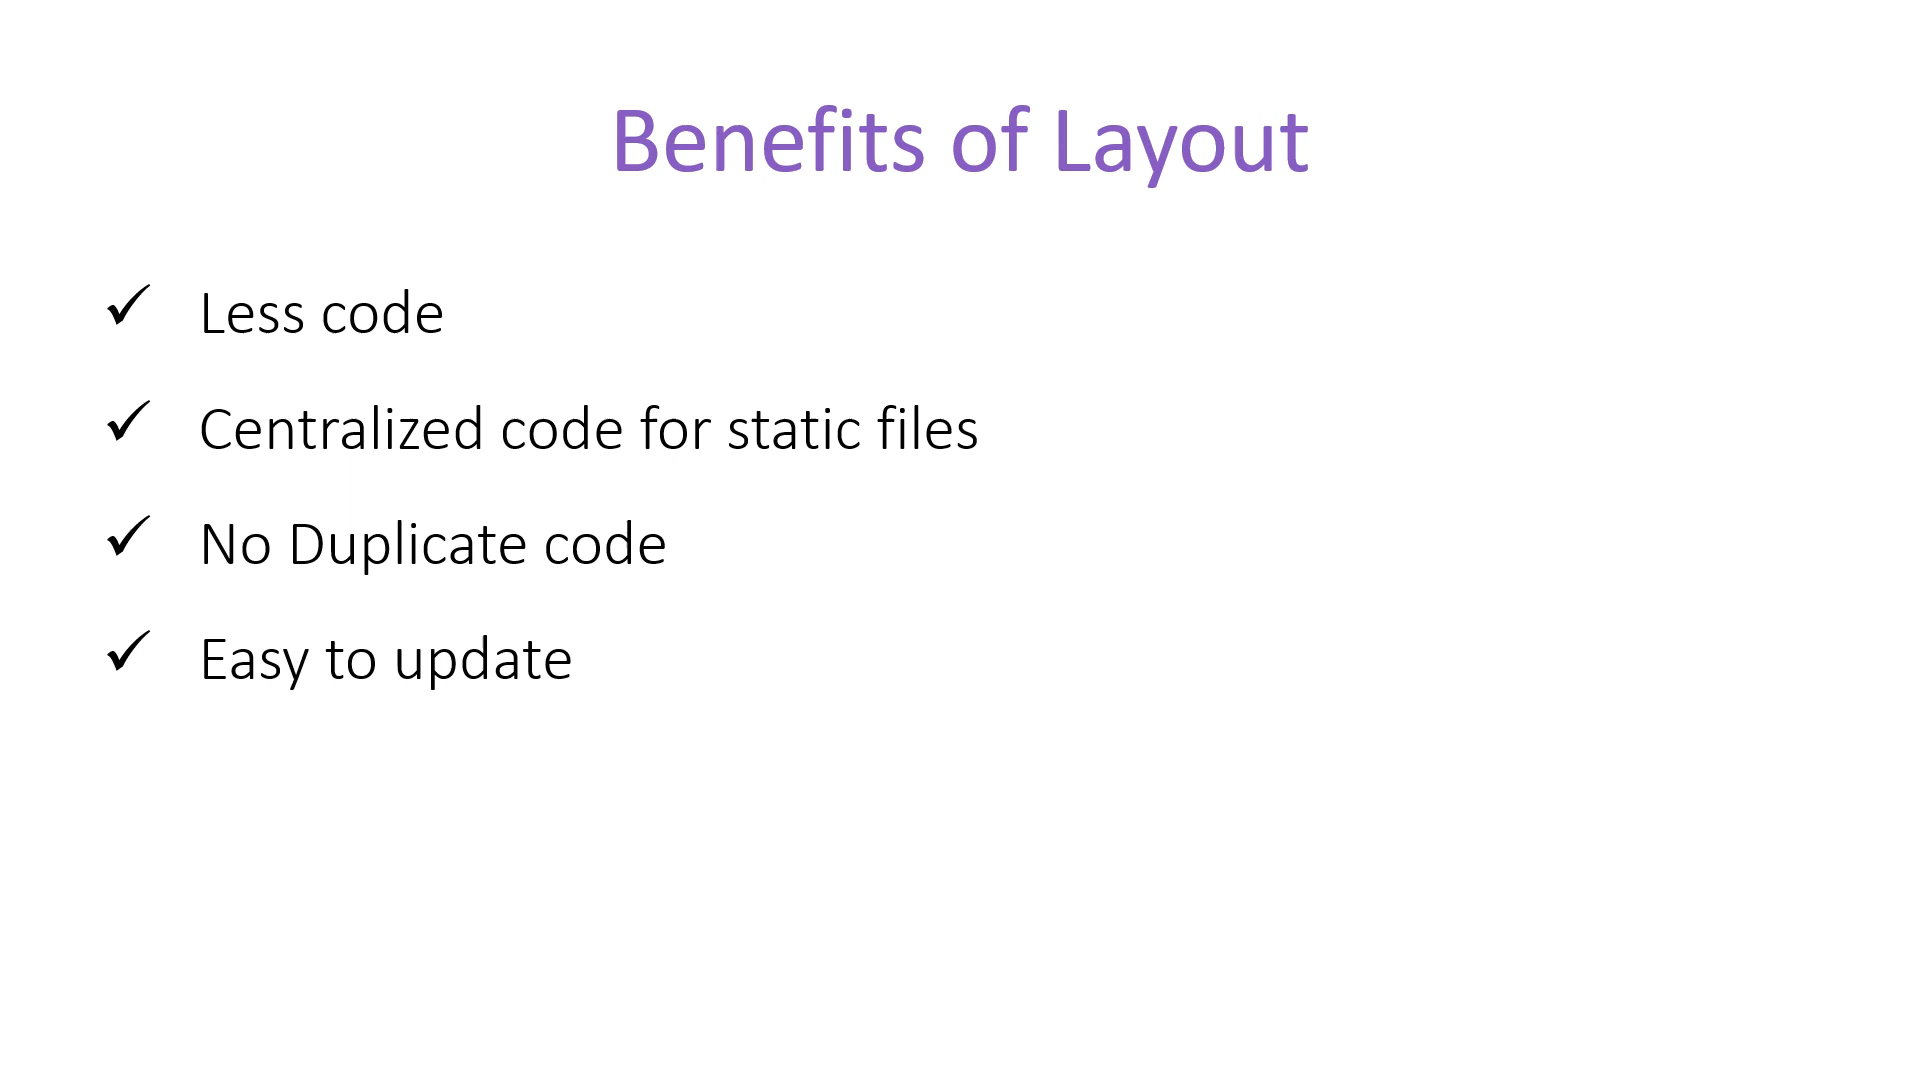 Benefits of Layout
✓ Less code
✓ Centralized code for static files
✓ No Duplicate code
✓ Easy to update